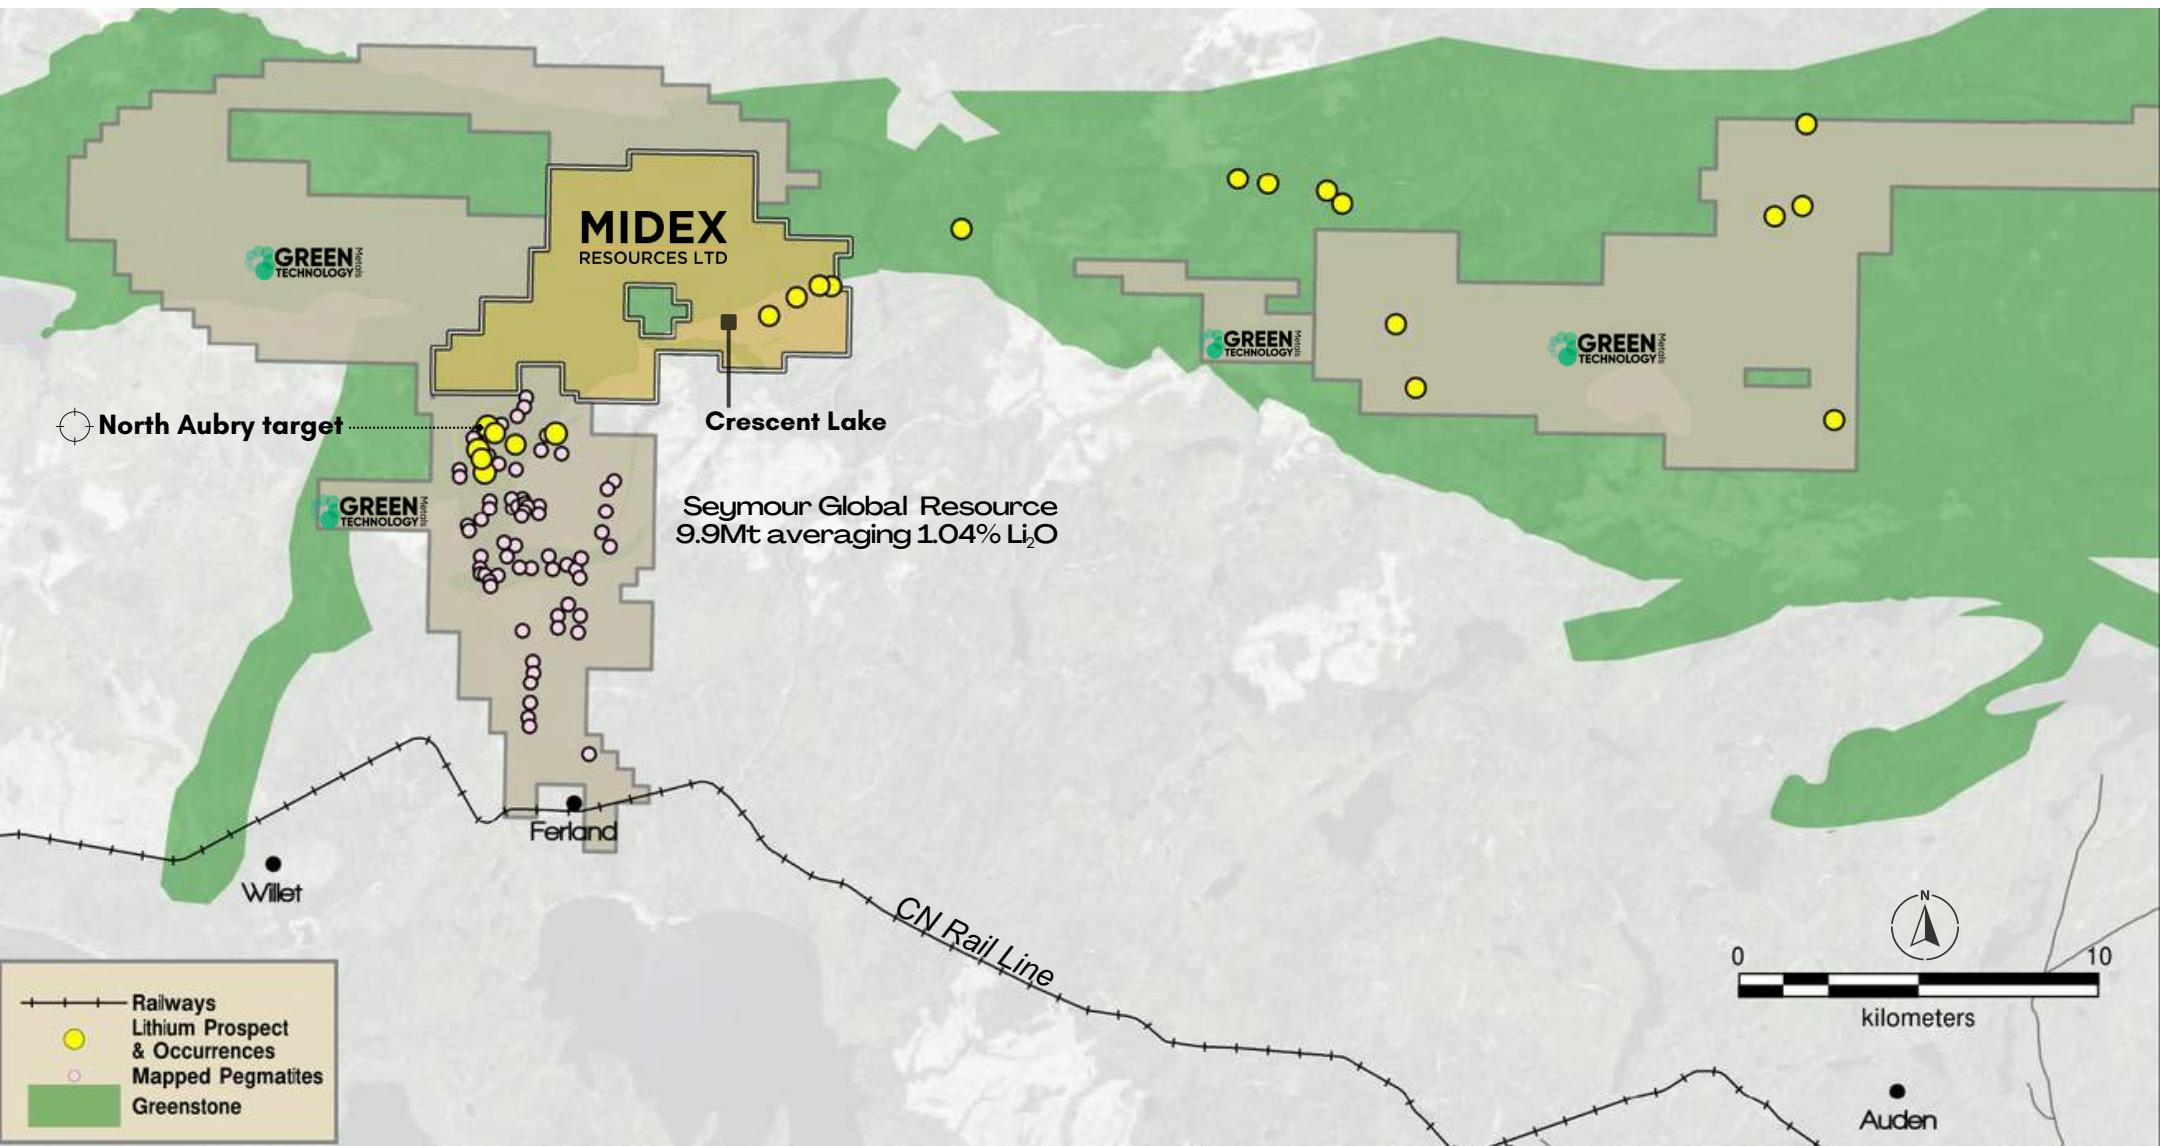 MIDEX
RESOURCES LTD
GREEN
TECHNOLOGY
Metals
GREEN
TECHNOLOGY
Metals
GREEN
TECHNOLOGY
Metals
North Aubry target
Crescent Lake
GREEN
TECHNOLOGY
Metals
Seymour Global Resource
9.9Mt averaging 1.04% Li₂O
Ferland
Willet
CN Rail Line
N
0 10
kilometers
Railways
Lithium Prospect
& Occurrences
Mapped Pegmatites
Greenstone
Auden